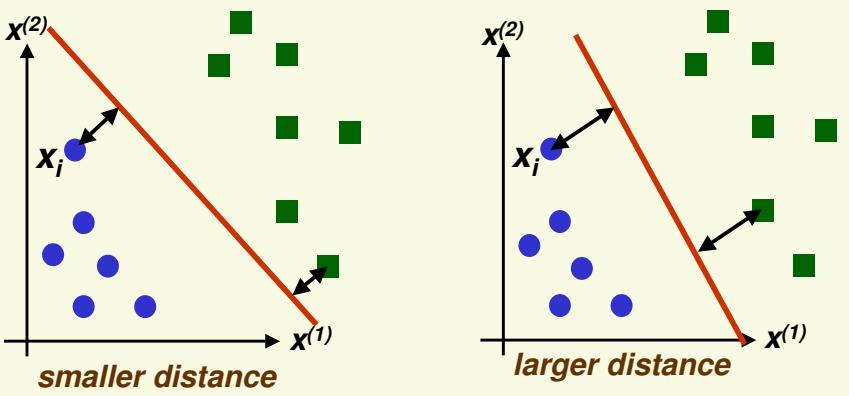 x(2)
xi
x(1)
smaller distance
x(2)
xi
x(1)
larger distance